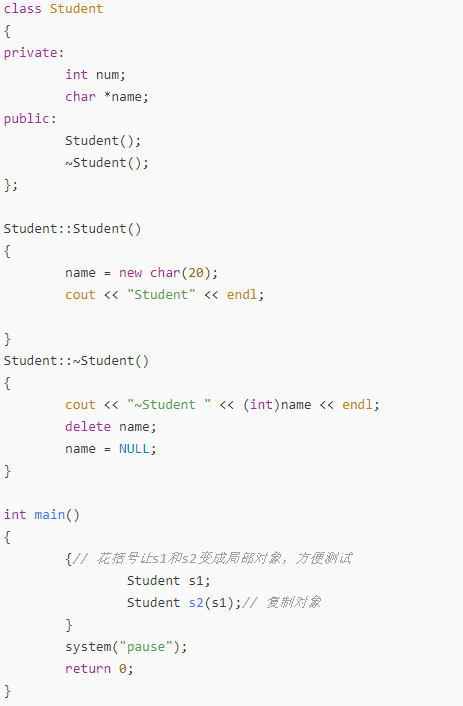 class Student
{
private:
        int num;
        char *name;
public:
        Student();
        ~Student();
};

Student::Student()
{
        name = new char(20);
        cout << "Student" << endl;

}
Student::~Student()
{
        cout << "~Student " << (int)name << endl;
        delete name;
        name = NULL;
}

int main()
{
        {// 花括号让s1和s2变成局部对象，方便测试
                Student s1;
                Student s2(s1);// 复制对象
        }
        system("pause");
        return 0;
}